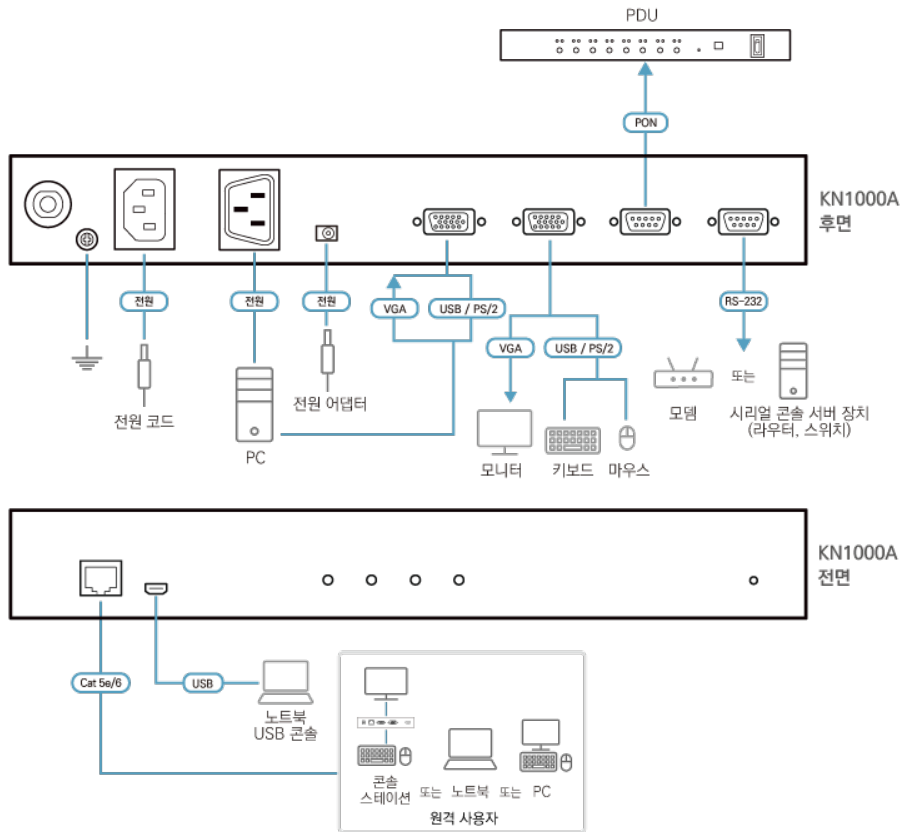 PDU
PON
KN1000A
후면
전원
전원
전원
VGA
USB / PS/2
RS-232
VGA
USB / PS/2
전원 코드
PC
전원 어댑터
모니터
키보드
마우스
모뎀
또는
시리얼 콘솔 서버 장치
(라우터, 스위치)
KN1000A
전면
Cat 5e/6
USB
노트북
USB 콘솔
콘솔
스테이션
또는
노트북
또는
PC
원격 사용자